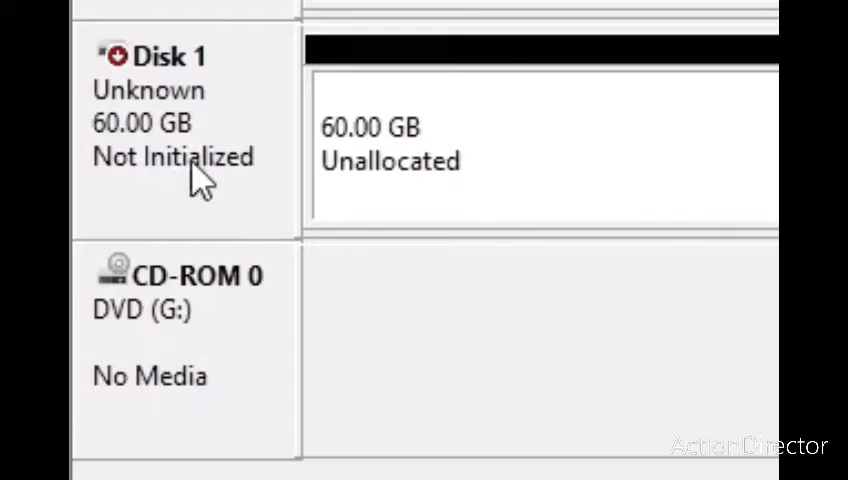 Disk 1
Unknown
60.00 GB
Not Initialized
60.00 GB
Unallocated
CD-ROM 0
DVD (G:)
No Media
ActionDirector